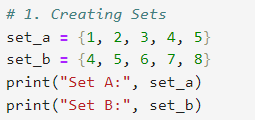 # 1. Creating Sets
set_a = {1, 2, 3, 4, 5}
set_b = {4, 5, 6, 7, 8}
print("Set A:", set_a)
print("Set B:", set_b)